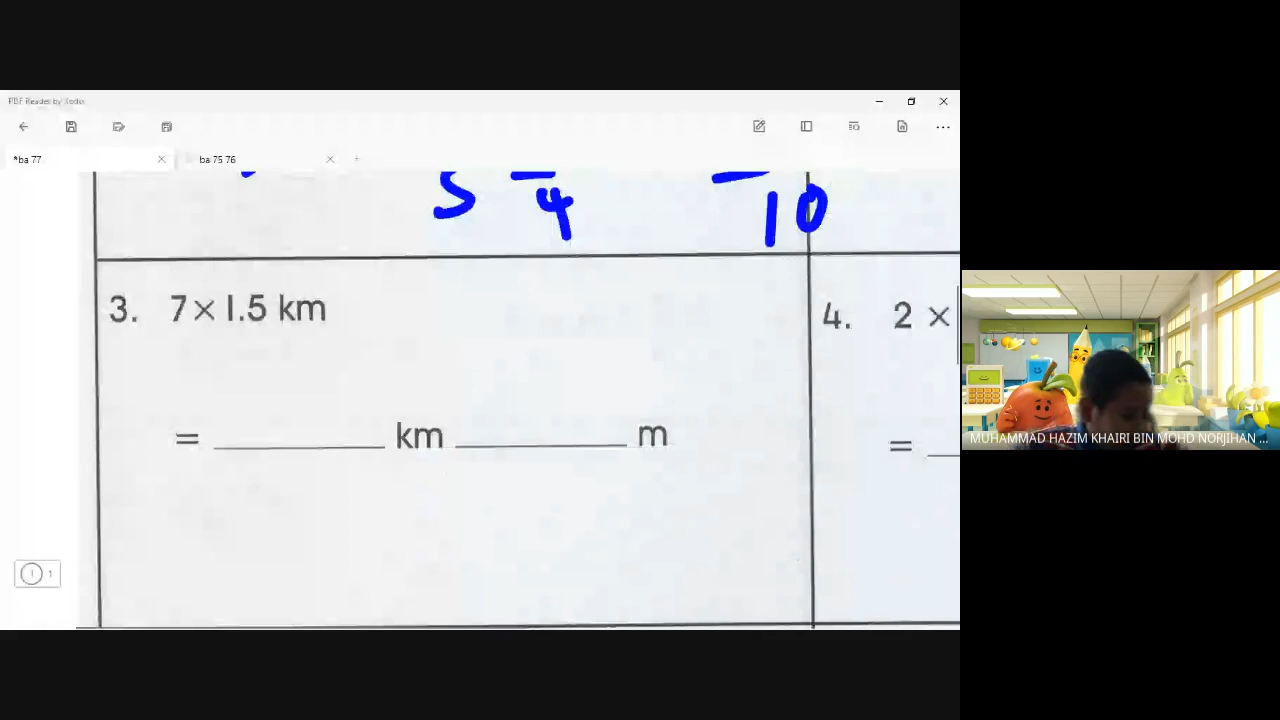 PDF Reader by Xodo
*ba 77
ba 75 76
5 4 10
3. 7 × 1.5 km
4. 2 ×
= ________ km ________ m
= __
1
MUHAMMAD HAZIM KHAIRI BIN MOHD NORJIHAN ...